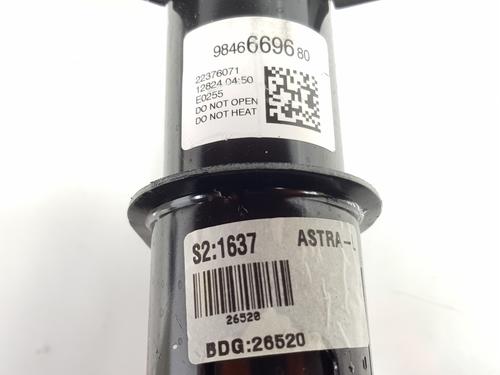 9846669680
22376071
12824 04:50
E0255
DO NOT OPEN
DO NOT HEAT
S2:1637 ASTRA-L
26520
BDG:26520